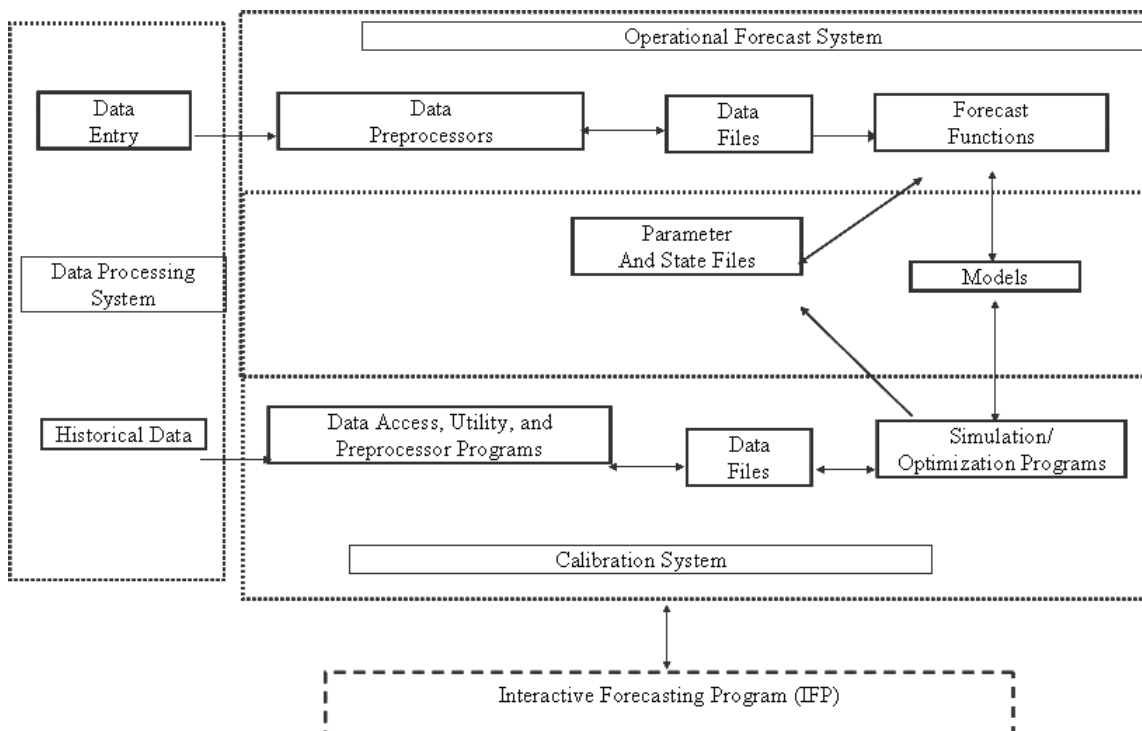 Operational Forecast System
Data
Entry
Data
Preprocessors
Data
Files
Forecast
Functions
Parameter
And State Files
Data Processing
System
Models
Historical Data
Data Access, Utility, and
Preprocessor Programs
Data
Files
Simulation/
Optimization Programs
Calibration System
Interactive Forecasting Program (IFP)